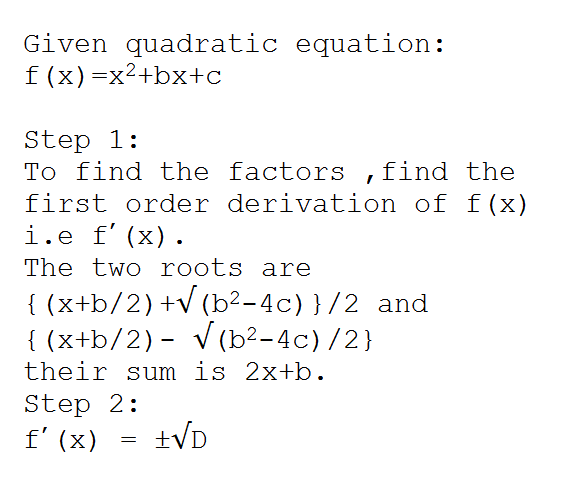 Given quadratic equation:
f(x)=x²+bx+c
Step 1:
To find the factors ,find the
first order derivation of f(x)
i.e f′(x).
The two roots are
{(x+b/2)+√(b²-4c)}/2 and
{(x+b/2)- √(b²-4c)/2}
their sum is 2x+b.
Step 2:
f′(x) = ±√D